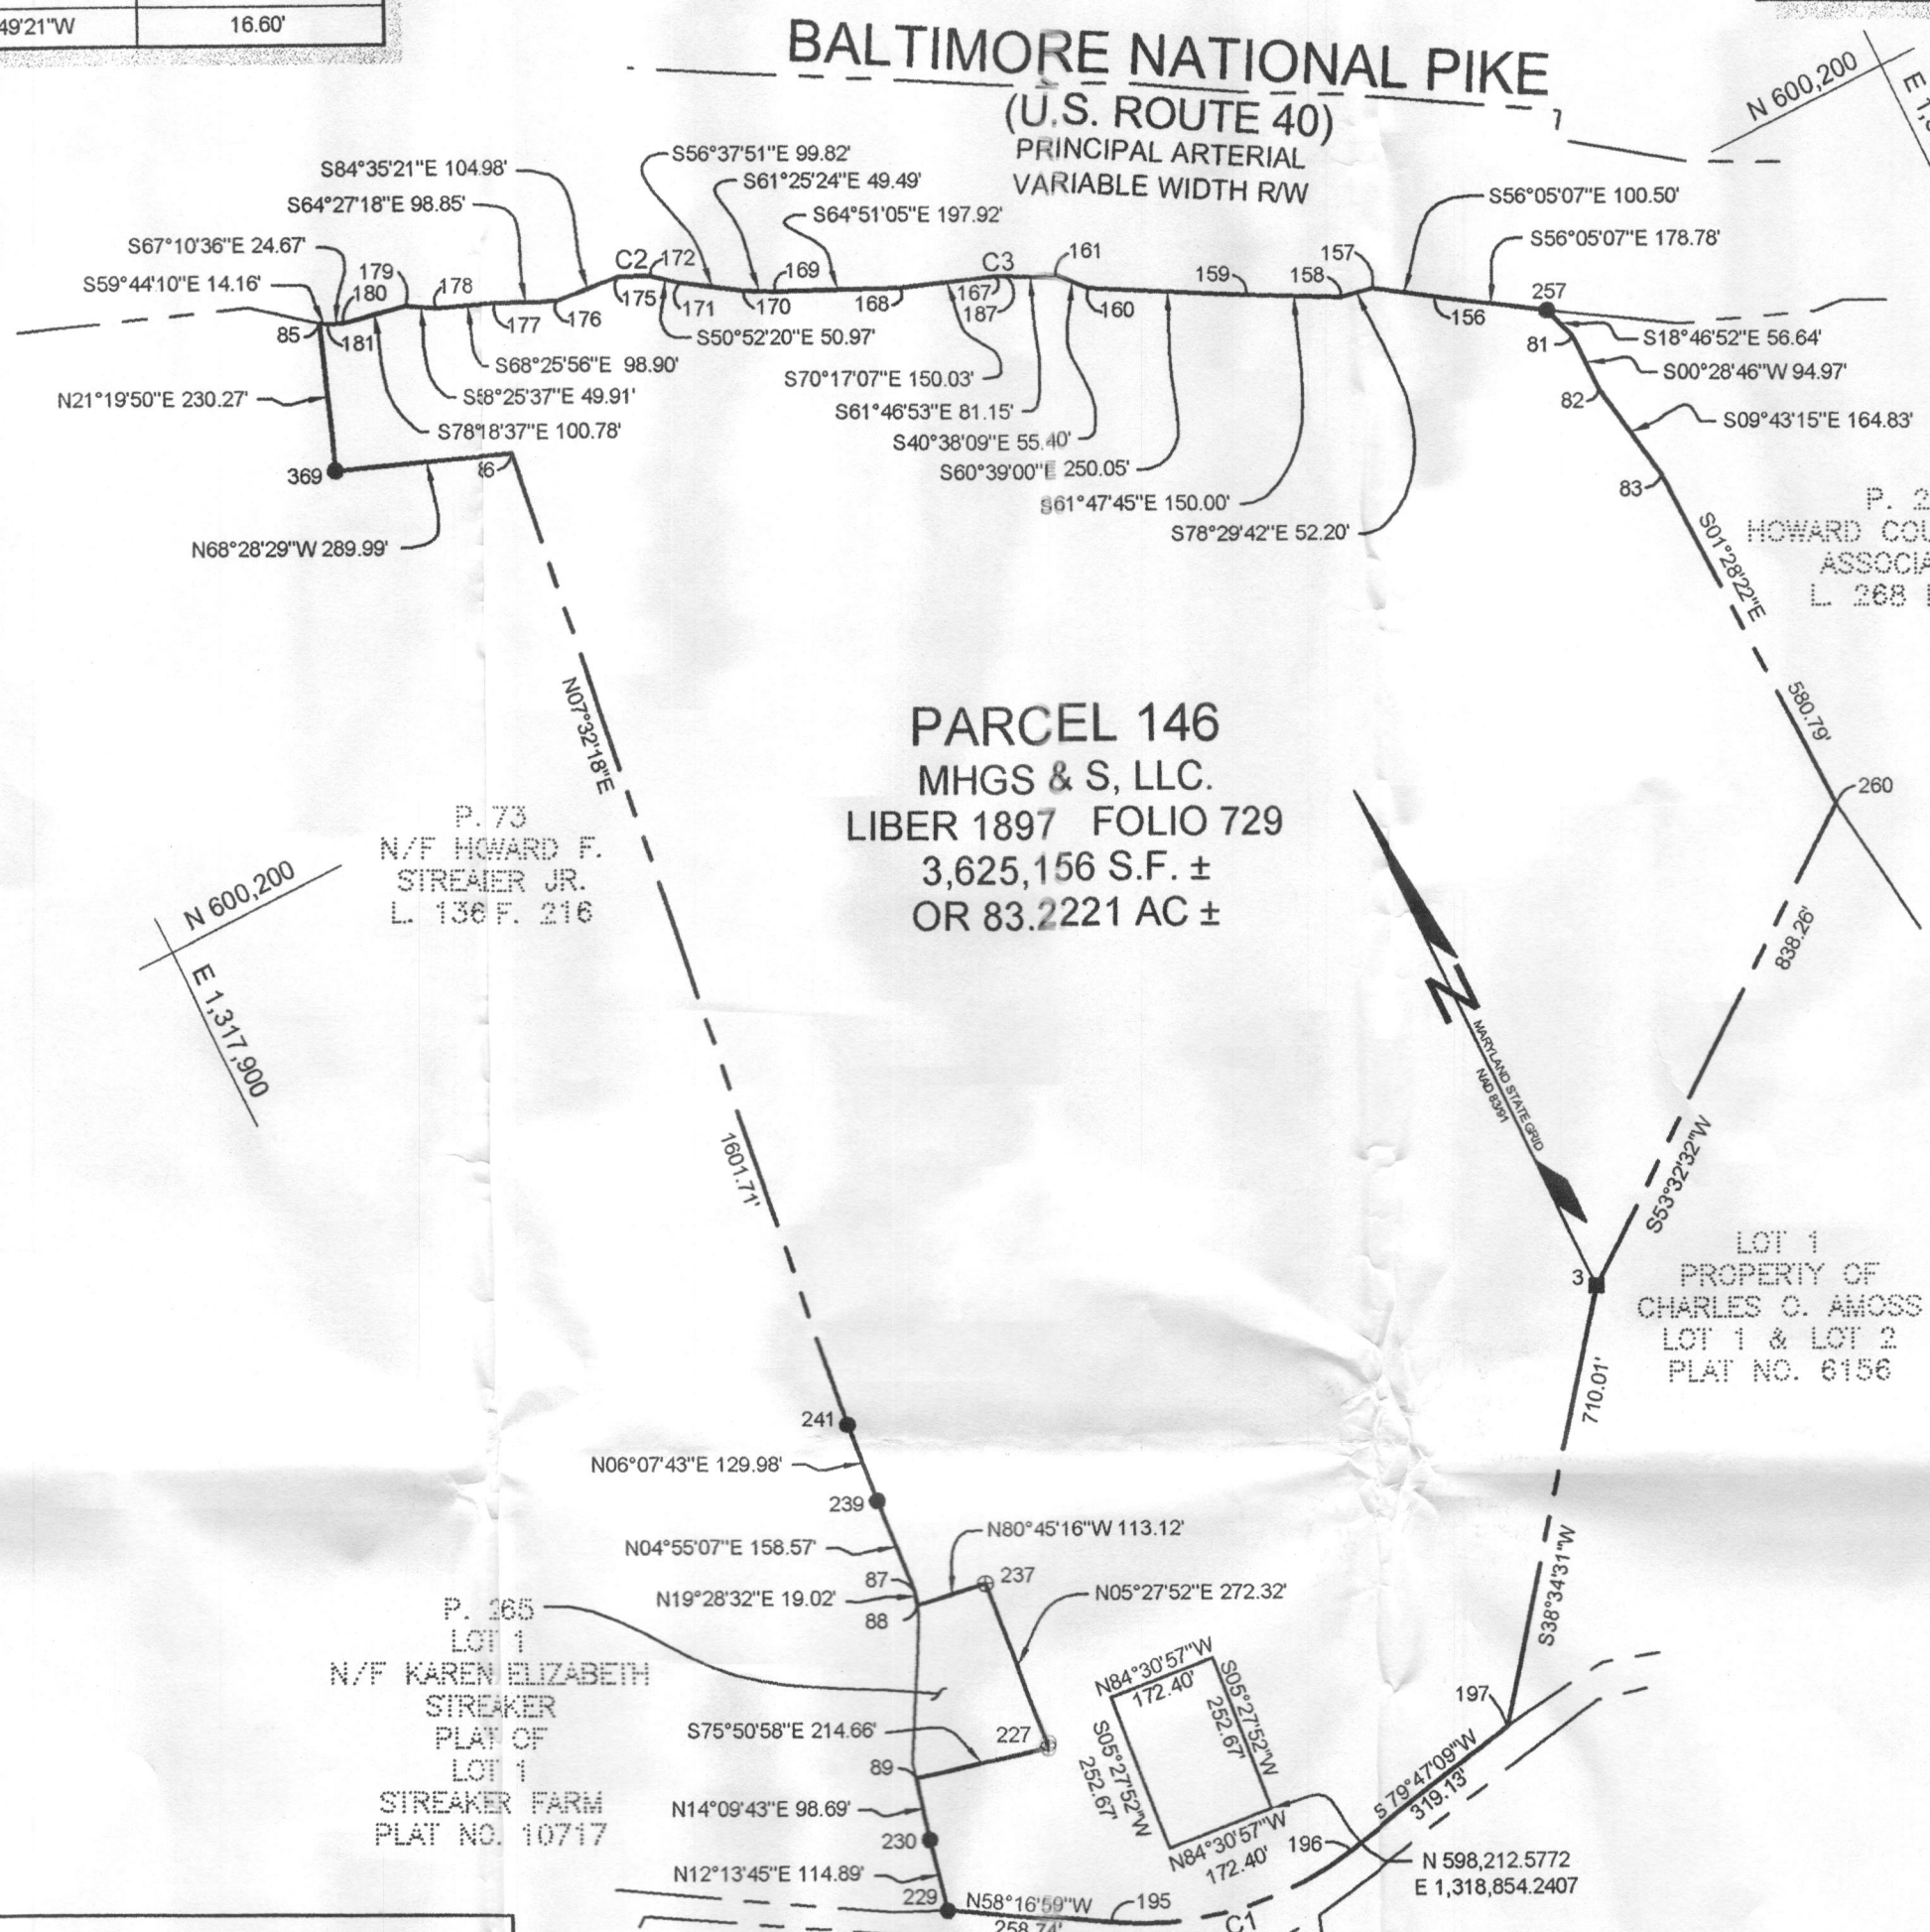 49'21"W 16.60'
BALTIMORE NATIONAL PIKE
(U.S. ROUTE 40)
PRINCIPAL ARTERIAL
VARIABLE WIDTH R/W
N 600,200
S84°35'21"E 104.98'
S64°27'18"E 98.85'
S67°10'36"E 24.67'
S59°44'10"E 14.16'
S56°37'51"E 99.82'
S61°25'24"E 49.49'
S64°51'05"E 197.92'
S56°05'07"E 100.50'
S56°05'07"E 178.78'
85
181
180
179
178
177
176
C2
175
172
171
170
169
168
C3
167
187
161
160
159
158
157
156
257
81
82
83
S18°46'52"E 56.64'
S00°28'46"W 94.97'
S09°43'15"E 164.83'
N21°19'50"E 230.27'
S68°25'56"E 98.90'
S58°25'37"E 49.91'
S78°18'37"E 100.78'
S50°52'20"E 50.97'
S70°17'07"E 150.03'
S61°46'53"E 81.15'
S40°38'09"E 55.40'
S60°39'00"E 250.05'
S61°47'45"E 150.00'
S78°29'42"E 52.20'
369
N68°28'29"W 289.99'
S01°28'22"E
580.79'
260
P. 2
HOWARD COU
ASSOCIA
L. 268
N07°32'18"E
1601.71'
PARCEL 146
MHGS & S, LLC.
LIBER 1897 FOLIO 729
3,625,156 S.F. ±
OR 83.2221 AC ±
P. 73
N/F HOWARD F.
STREAKER JR.
L. 136 F. 216
N 600,200
E 1,317,900
N
MARYLAND STATE GRID
NAD 83/91
838.26'
S53°32'32"W
3
LOT 1
PROPERTY OF
CHARLES O. AMOSS
LOT 1 & LOT 2
PLAT NO. 6156
710.01'
S38°34'31"W
241
N06°07'43"E 129.98'
239
N04°55'07"E 158.57'
87
N19°28'32"E 19.02'
88
N80°45'16"W 113.12'
237
N05°27'52"E 272.32'
P. 265
LOT 1
N/F KAREN ELIZABETH
STREAKER
PLAT OF
LOT 1
STREAKER FARM
PLAT NO. 10717
S75°50'58"E 214.66'
227
89
N14°09'43"E 98.69'
230
N12°13'45"E 114.89'
229
N84°30'57"W
172.40'
S05°27'52"W
252.67'
S05°27'52"W
252.67'
N84°30'57"W
172.40'
197
S 79°47'09"W
319.13'
196
N 598,212.5772
E 1,318,854.2407
N58°16'59"W
258.74'
195
C1